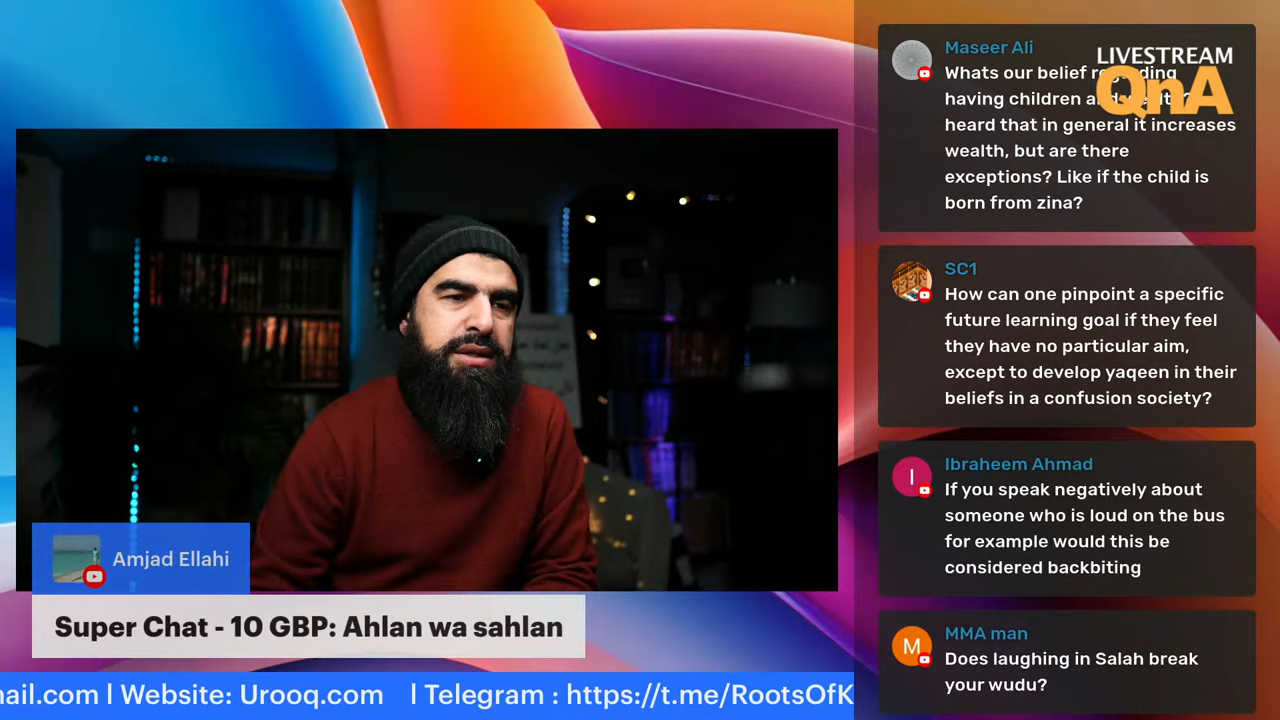 Maseer Ali
LIVESTREAM
QnA
Whats our belief
having children
heard that in general it increases
wealth, but are there
exceptions? Like if the child is
born from zina?
SC1
How can one pinpoint a specific
future learning goal if they feel
they have no particular aim,
except to develop yaqeen in their
beliefs in a confusion society?
I
Ibraheem Ahmad
If you speak negatively about
someone who is loud on the bus
for example would this be
considered backbiting
M
MMA man
Does laughing in Salah break
your wudu?
Amjad Ellahi
Super Chat - 10 GBP: Ahlan wa sahlan
ail.com | Website: Urooq.com | Telegram : https://t.me/RootsOfK